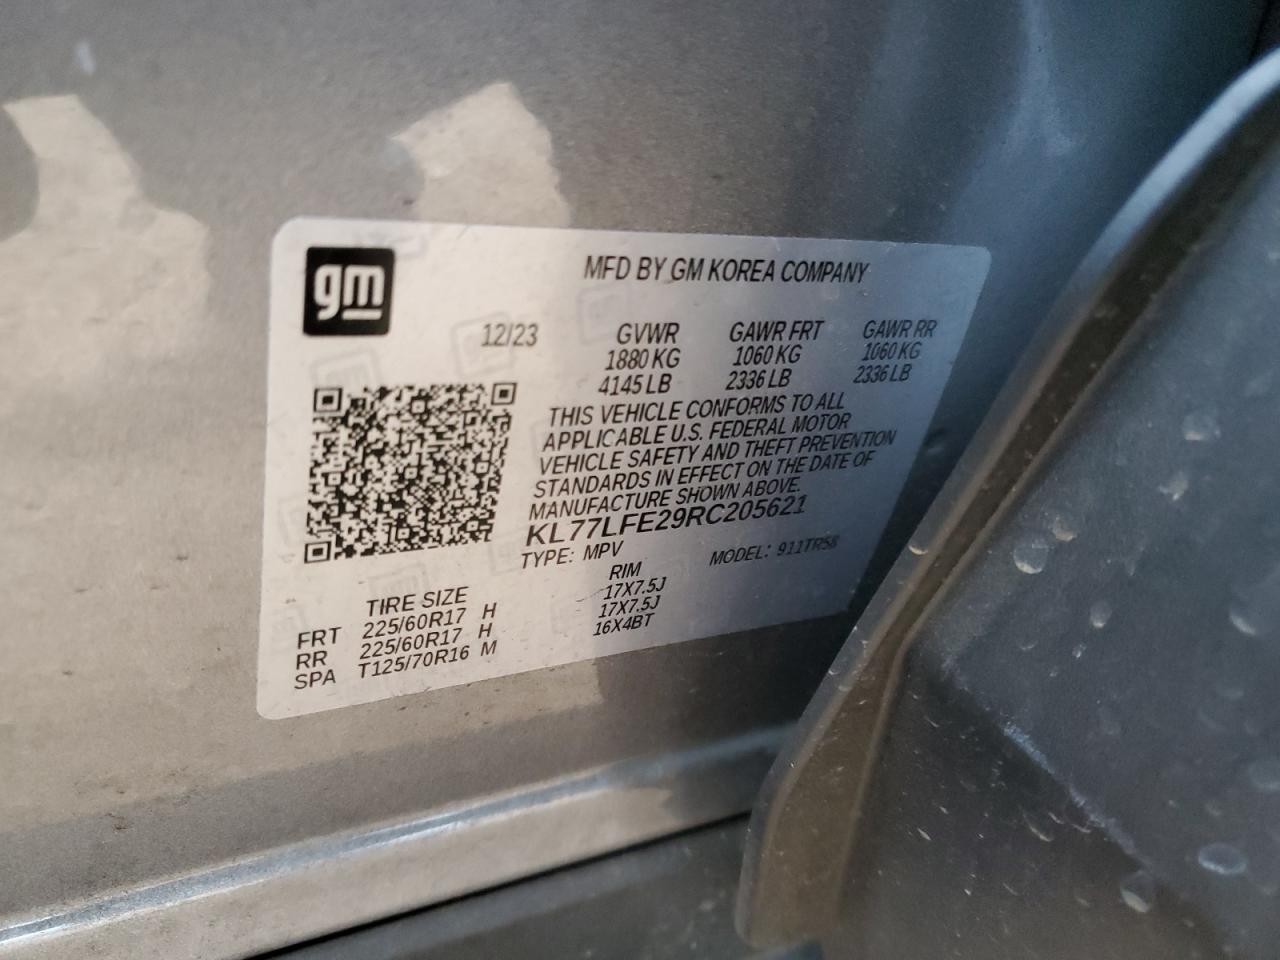 gm
MFD BY GM KOREA COMPANY
12/23 GVWR GAWR FRT GAWR RR
1880 KG 1060 KG 1060 KG
4145 LB 2336 LB 2336 LB
THIS VEHICLE CONFORMS TO ALL
APPLICABLE U.S. FEDERAL MOTOR
VEHICLE SAFETY AND THEFT PREVENTION
STANDARDS IN EFFECT ON THE DATE OF
MANUFACTURE SHOWN ABOVE.
KL77LFE29RC205621
TYPE: MPV MODEL: 911TR58
TIRE SIZE RIM
FRT 225/60R17 H 17X7.5J
RR 225/60R17 H 17X7.5J
SPA T125/70R16 M 16X4BT